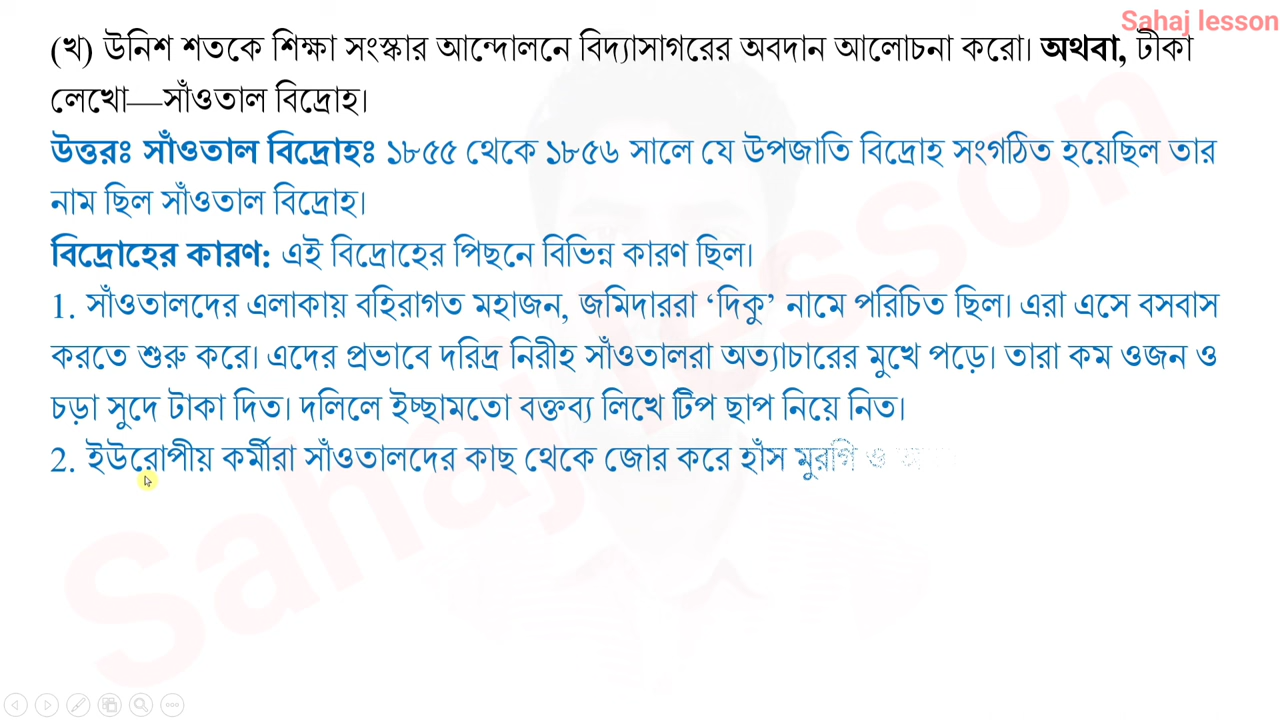 Sahaj lesson
(খ) উনিশ শতকে শিক্ষা সংস্কার আন্দোলনে বিদ্যাসাগরের অবদান আলোচনা করো। অথবা, টীকা
লেখো—সাঁওতাল বিদ্রোহ।
উত্তরঃ সাঁওতাল বিদ্রোহঃ ১৮৫৫ থেকে ১৮৫৬ সালে যে উপজাতি বিদ্রোহ সংগঠিত হয়েছিল তার
নাম ছিল সাঁওতাল বিদ্রোহ।
বিদ্রোহের কারণ: এই বিদ্রোহের পিছনে বিভিন্ন কারণ ছিল।
1. সাঁওতালদের এলাকায় বহিরাগত মহাজন, জমিদাররা ‘দিকু’ নামে পরিচিত ছিল। এরা এসে বসবাস
করতে শুরু করে। এদের প্রভাবে দরিদ্র নিরীহ সাঁওতালরা অত্যাচারের মুখে পড়ে। তারা কম ওজন ও
চড়া সুদে টাকা দিত। দলিলে ইচ্ছামতো বক্তব্য লিখে টিপ ছাপ নিয়ে নিত।
2. ইউরোপীয় কর্মীরা সাঁওতালদের কাছ থেকে জোর করে হাঁস মুরগি ও
Sahaj lesson